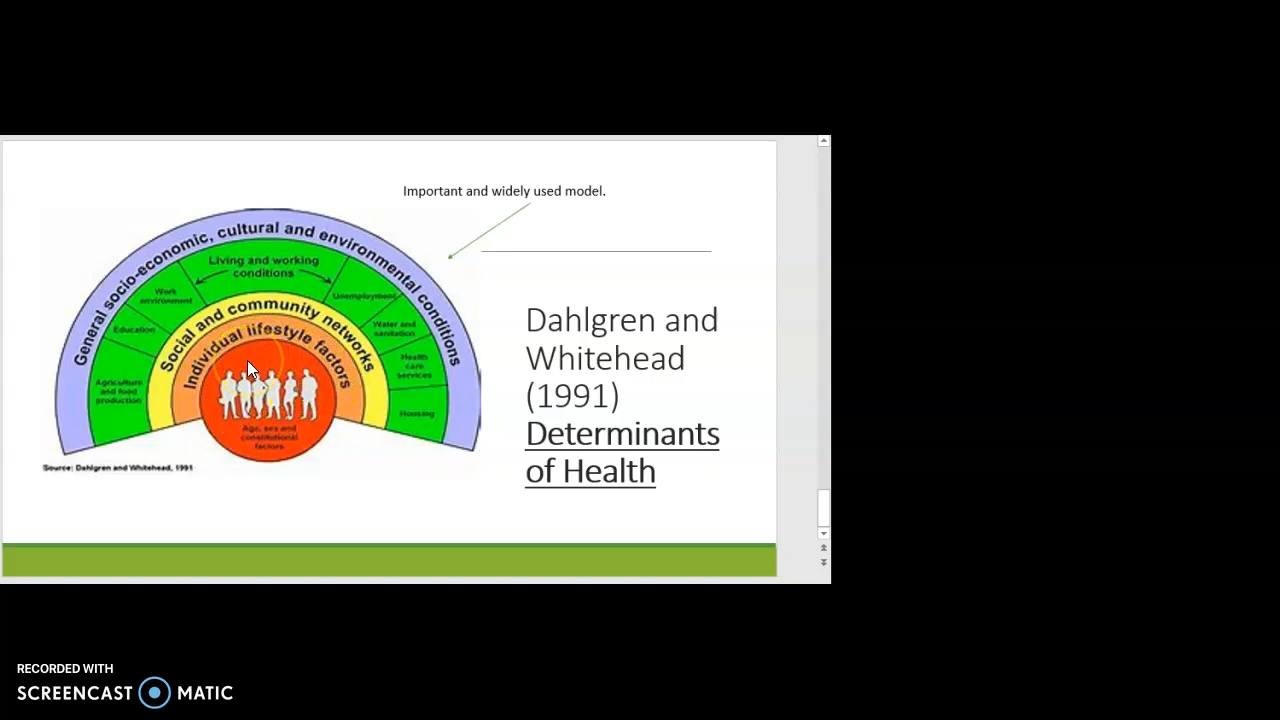 Important and widely used model.
General socio-economic, cultural and environmental conditions
Living and working
conditions
Work
environment
Unemployment
Education
Water and
sanitation
Agriculture
and food
production
Health
care
services
Housing
Social and community networks
Individual lifestyle factors
Age, sex and
constitutional
factors
Source: Dahlgren and Whitehead, 1991
Dahlgren and
Whitehead
(1991)
Determinants
of Health
RECORDED WITH
SCREENCAST MATIC